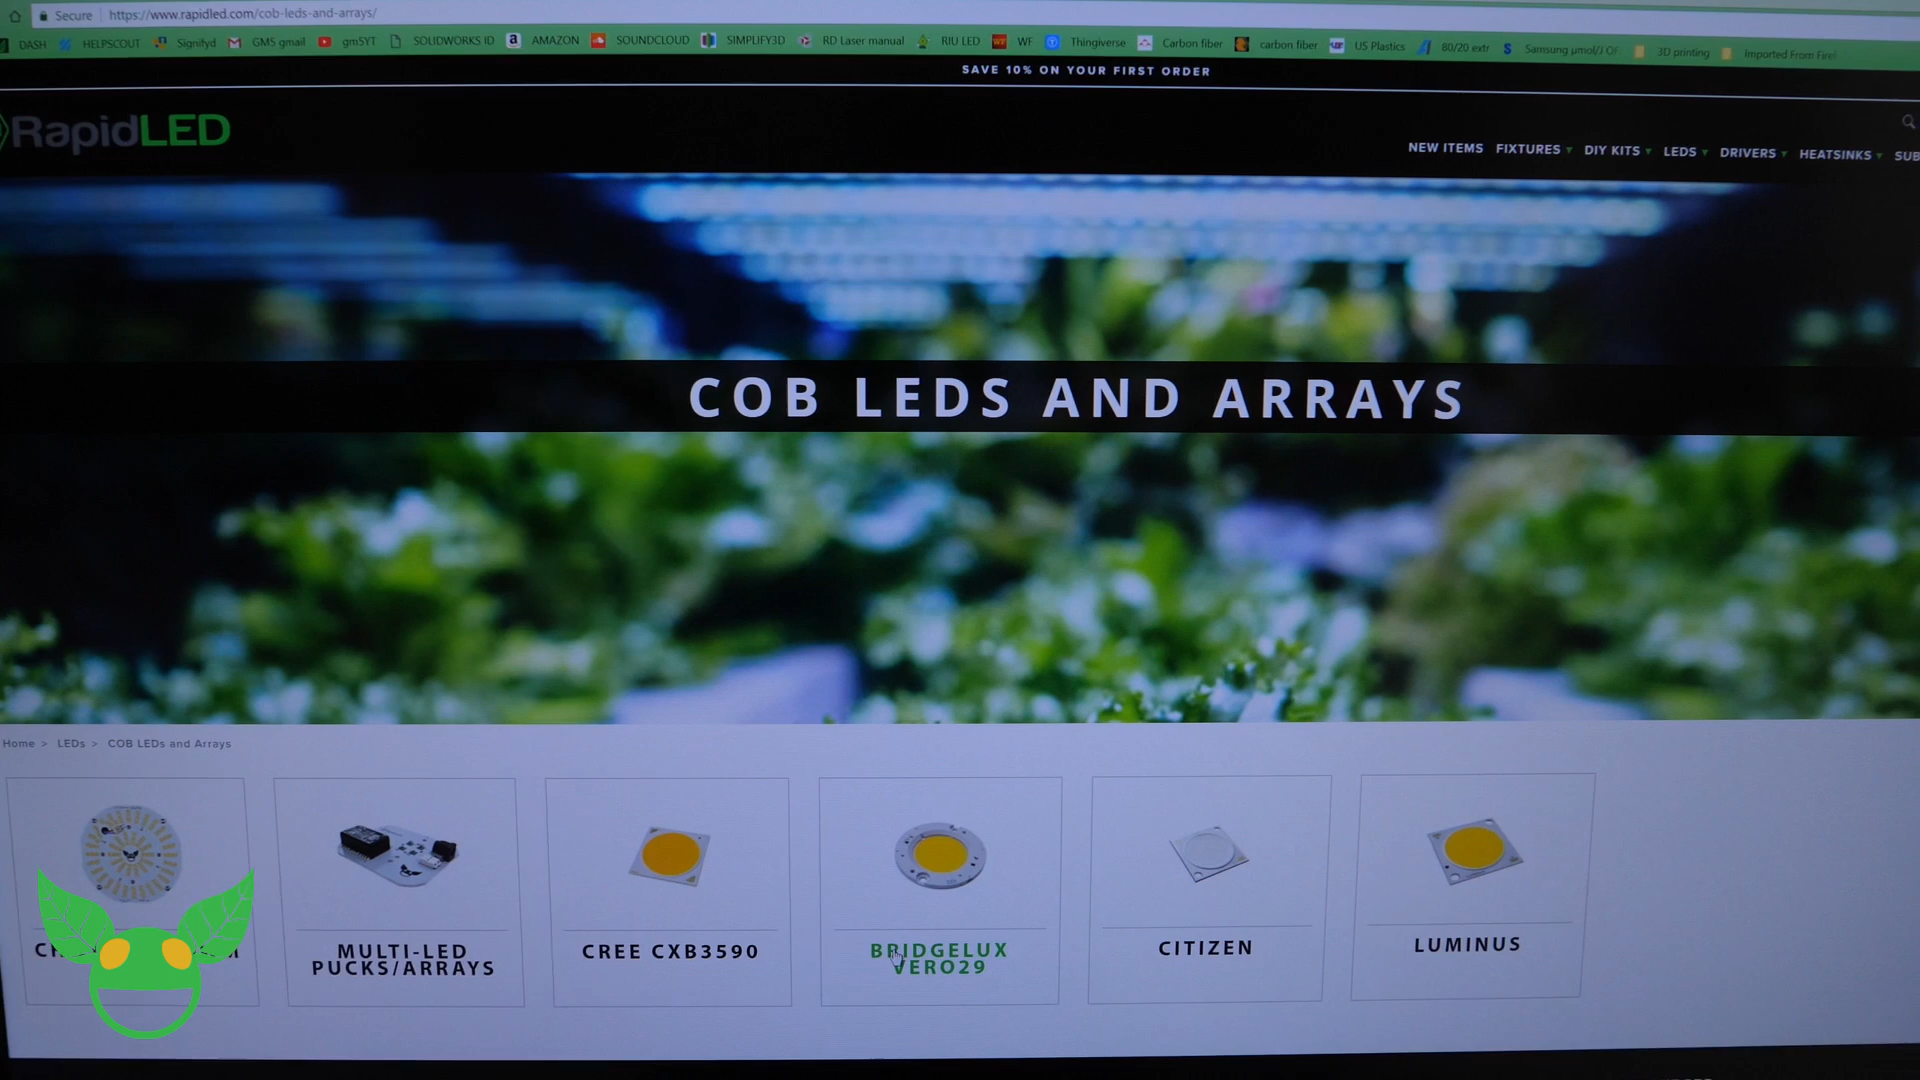 Secure https://www.rapidled.com/cob-leds-and-arrays/
DASH HELPSCOUT Signifyd GMS gmail gmSYT SOLIDWORKS ID AMAZON SOUNDCLOUD SIMPLIFY3D RD Laser manual RIU LED WF Thingiverse Carbon fiber carbon fiber US Plastics 80/20 extr Samsung µmol/J 3D printing Imported From
SAVE 10% ON YOUR FIRST ORDER
RapidLED
NEW ITEMS FIXTURES DIY KITS LEDS DRIVERS HEATSINKS SUB
COB LEDS AND ARRAYS
Home > LEDs > COB LEDs and Arrays
MULTI-LED
PUCKS/ARRAYS
CREE CXB3590
BRIDGELUX
VERO29
CITIZEN
LUMINUS